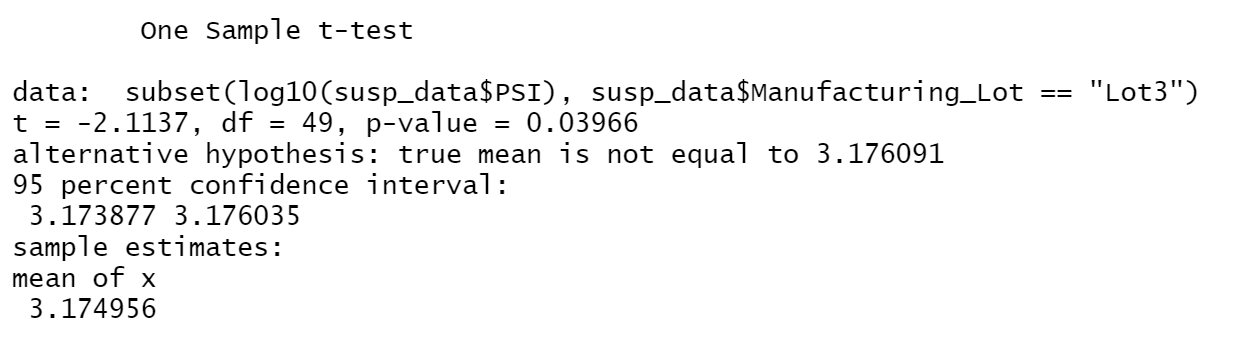 One Sample t-test
data:  subset(log10(susp_data$PSI), susp_data$Manufacturing_Lot == "Lot3")
t = -2.1137, df = 49, p-value = 0.03966
alternative hypothesis: true mean is not equal to 3.176091
95 percent confidence interval:
3.173877 3.176035
sample estimates:
mean of x
3.174956